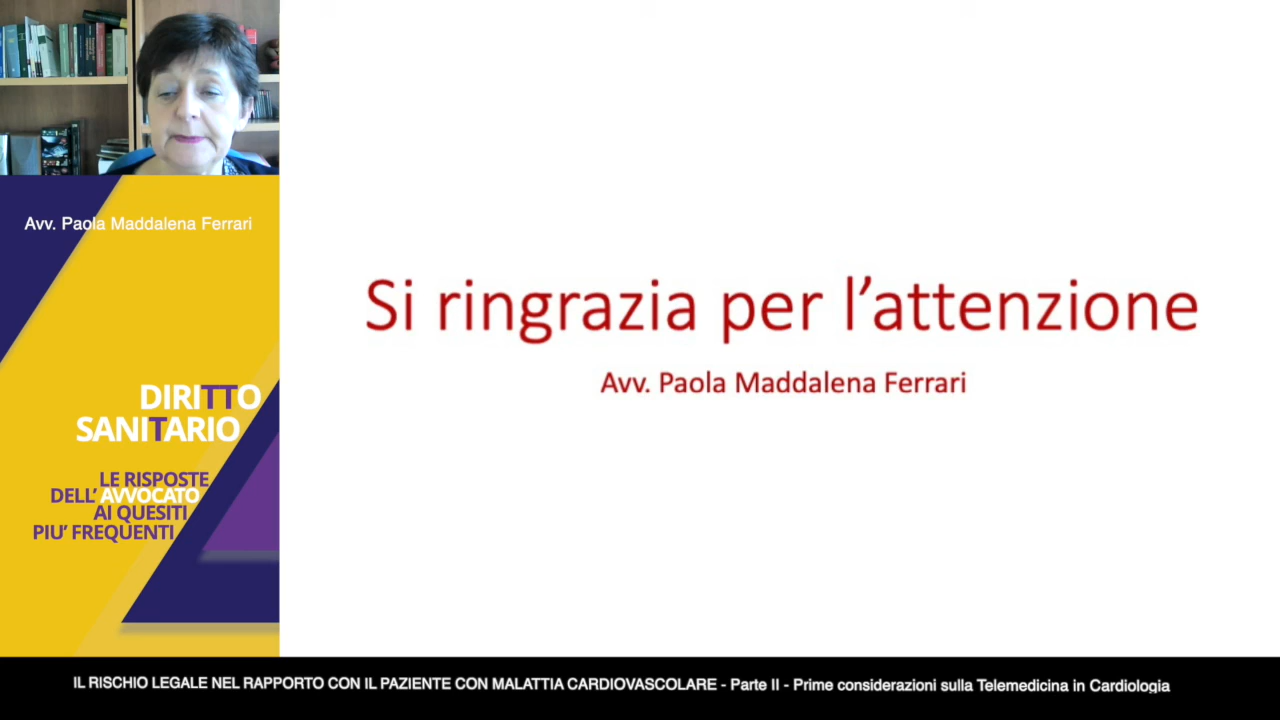 Avv. Paola Maddalena Ferrari
DIRITTO
SANITARIO
LE RISPOSTE
DELL' AVVOCATO
AI QUESITI
PIU' FREQUENTI
Si ringrazia per l'attenzione
Avv. Paola Maddalena Ferrari
IL RISCHIO LEGALE NEL RAPPORTO CON IL PAZIENTE CON MALATTIA CARDIOVASCOLARE - Parte II - Prime considerazioni sulla Telemedicina in Cardiologia